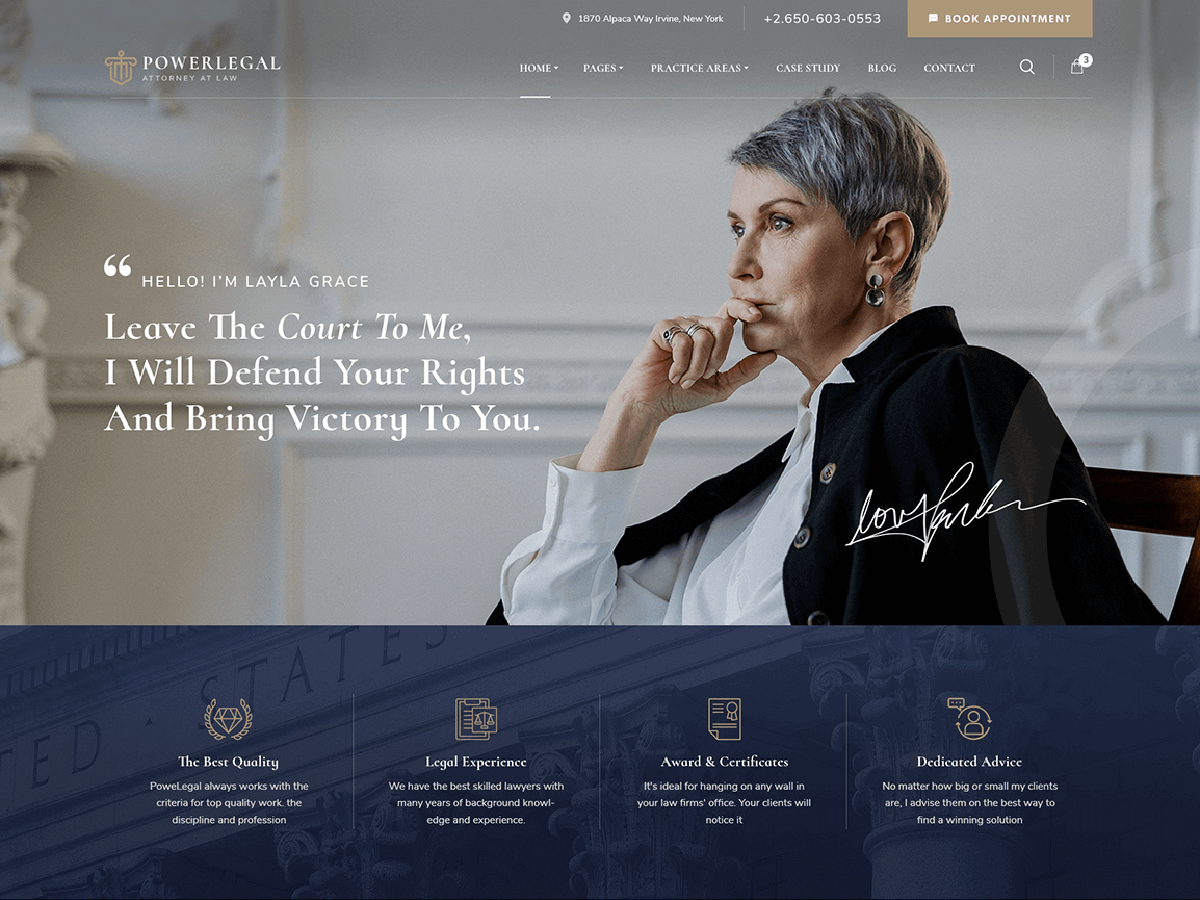 1870 Alpaca Way Irvine, New York
+2.650-603-0553
BOOK APPOINTMENT
POWERLEGAL
ATTORNEY AT LAW
HOME
PAGES
PRACTICE AREAS
CASE STUDY
BLOG
CONTACT
3
“ HELLO! I'M LAYLA GRACE
Leave The Court To Me,
I Will Defend Your Rights
And Bring Victory To You.
STATES
TED
The Best Quality
PoweLegal always works with the
criteria for top quality work, the
discipline and profession
Legal Experience
We have the best skilled lawyers with
many years of background knowl-
edge and experience.
Award & Certificates
It's ideal for hanging on any wall in
your law firms' office. Your clients will
notice it
Dedicated Advice
No matter how big or small my clients
are, I advise them on the best way to
find a winning solution